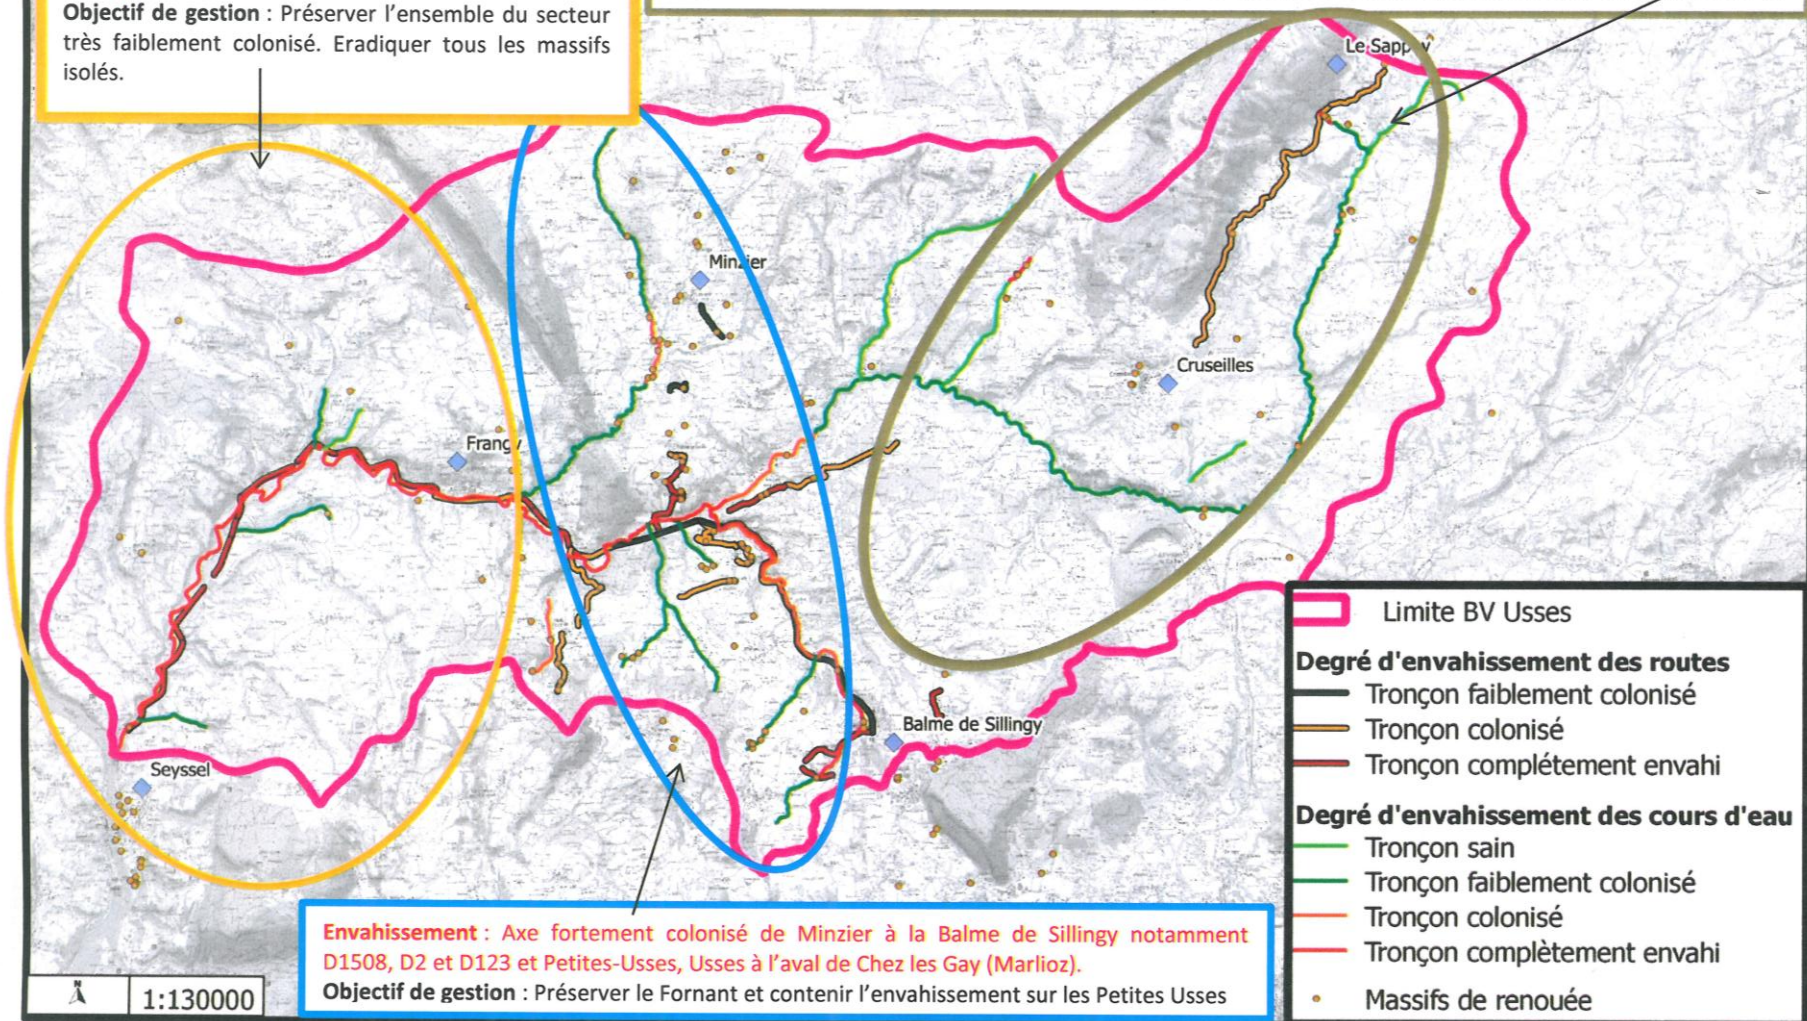 Objectif de gestion : Préserver l'ensemble du secteur
très faiblement colonisé. Eradiquer tous les massifs
isolés.
Le Sappey
Minzier
Cruseilles
Frangy
Balme de Sillingy
Seyssel
Limite BV Usses
Degré d'envahissement des routes
Tronçon faiblement colonisé
Tronçon colonisé
Tronçon complétement envahi
Degré d'envahissement des cours d'eau
Tronçon sain
Tronçon faiblement colonisé
Tronçon colonisé
Tronçon complètement envahi
Massifs de renouée
Envahissement : Axe fortement colonisé de Minzier à la Balme de Sillingy notamment
D1508, D2 et D123 et Petites-Usses, Usses à l'aval de Chez les Gay (Marlioz).
Objectif de gestion : Préserver le Fornant et contenir l'envahissement sur les Petites Usses
N
1:130000